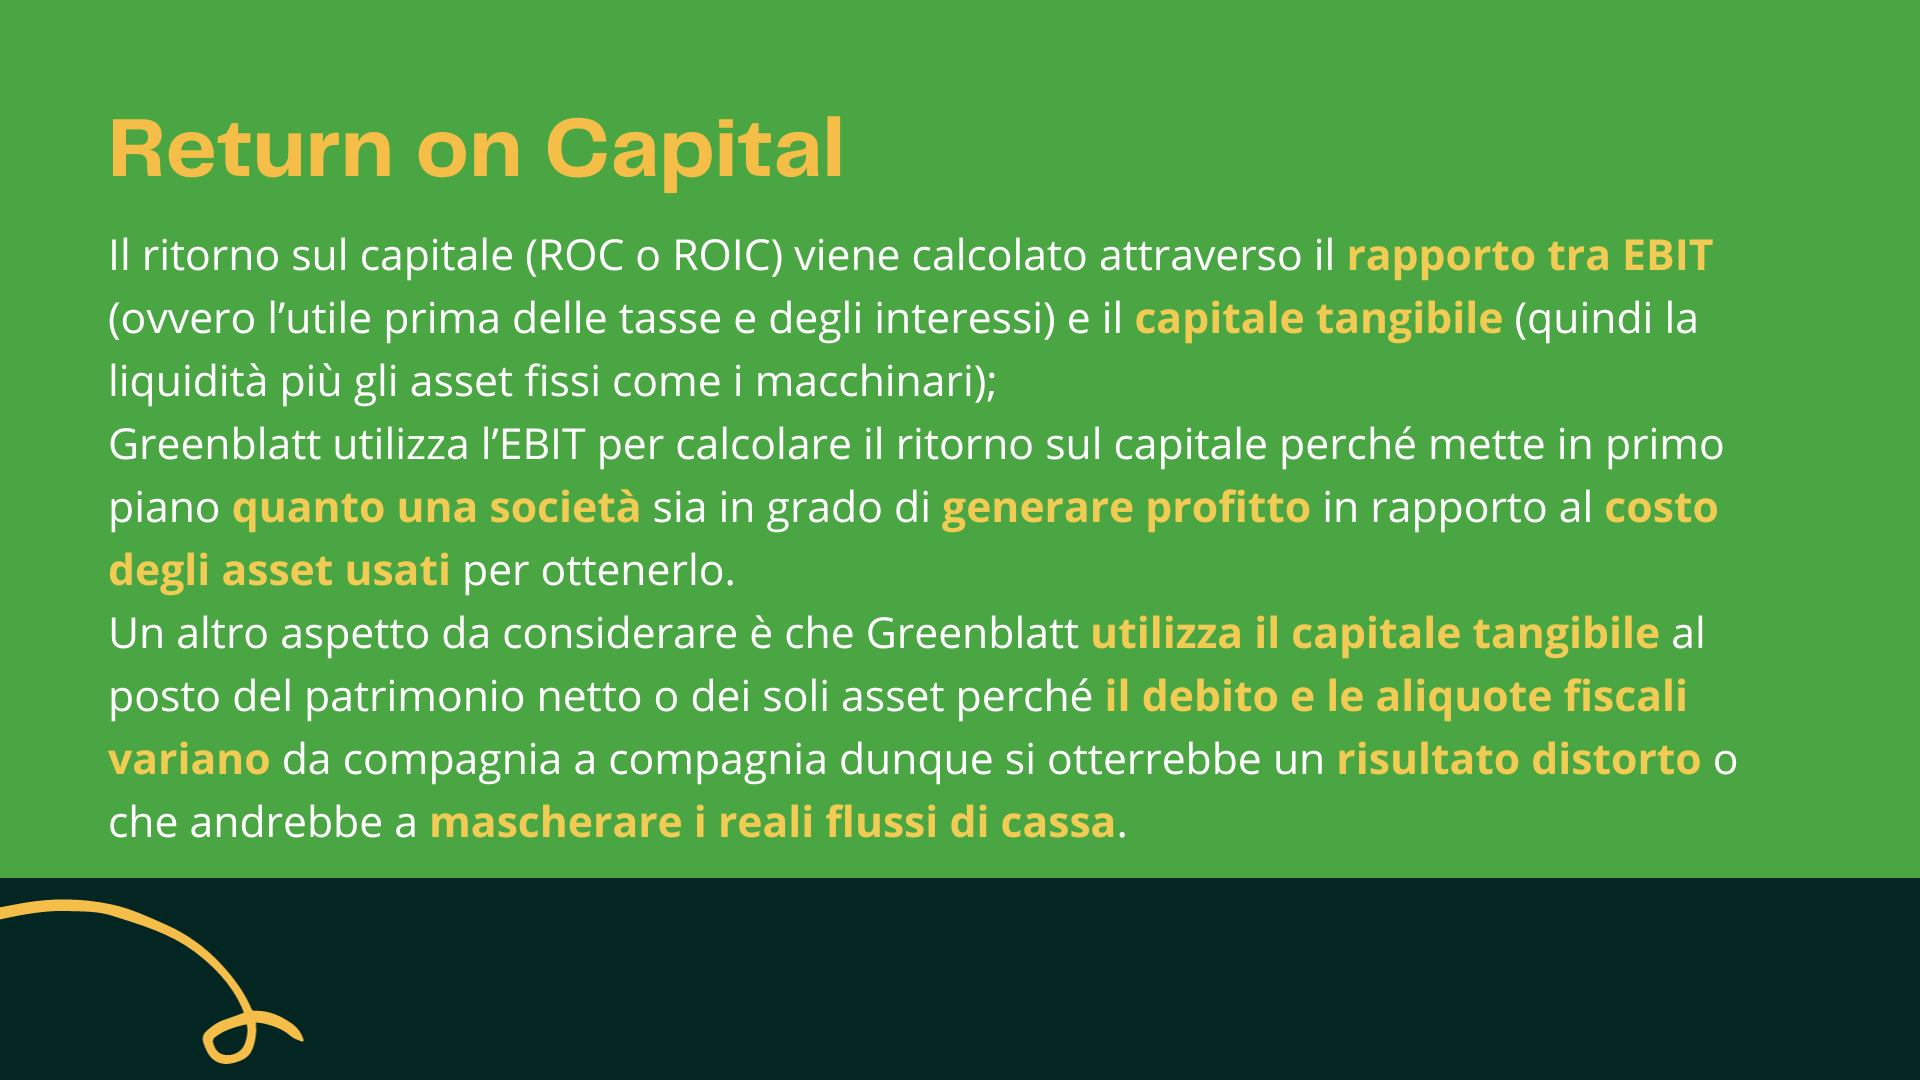 Return on Capital
Il ritorno sul capitale (ROC o ROIC) viene calcolato attraverso il rapporto tra EBIT
(ovvero l’utile prima delle tasse e degli interessi) e il capitale tangibile (quindi la
liquidità più gli asset fissi come i macchinari);
Greenblatt utilizza l’EBIT per calcolare il ritorno sul capitale perché mette in primo
piano quanto una società sia in grado di generare profitto in rapporto al costo
degli asset usati per ottenerlo.
Un altro aspetto da considerare è che Greenblatt utilizza il capitale tangibile al
posto del patrimonio netto o dei soli asset perché il debito e le aliquote fiscali
variano da compagnia a compagnia dunque si otterrebbe un risultato distorto o
che andrebbe a mascherare i reali flussi di cassa.